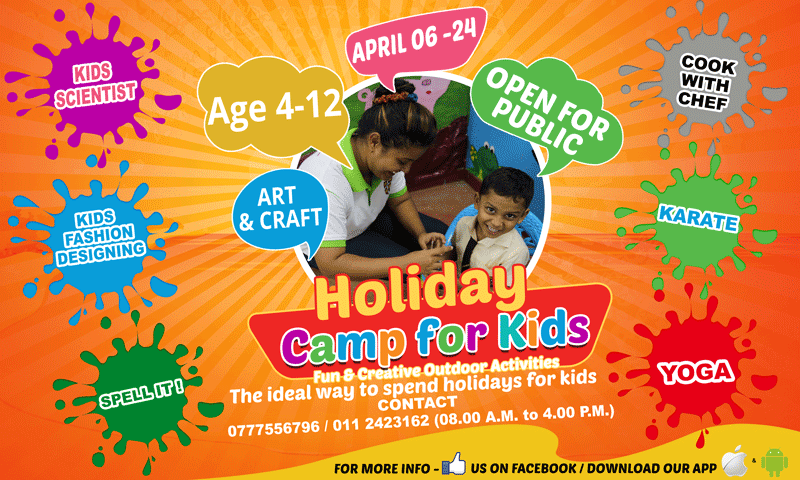 APRIL 06 -24
Age 4-12
OPEN FOR
PUBLIC
ART
& CRAFT
KIDS
SCIENTIST
KIDS
FASHION
DESIGNING
SPELL IT !
COOK
WITH
CHEF
KARATE
YOGA
Holiday
Camp for Kids
Fun & Creative Outdoor Activities
The ideal way to spend holidays for kids
CONTACT
0777556796 / 011 2423162 (08.00 A.M. to 4.00 P.M.)
FOR MORE INFO - US ON FACEBOOK / DOWNLOAD OUR APP &